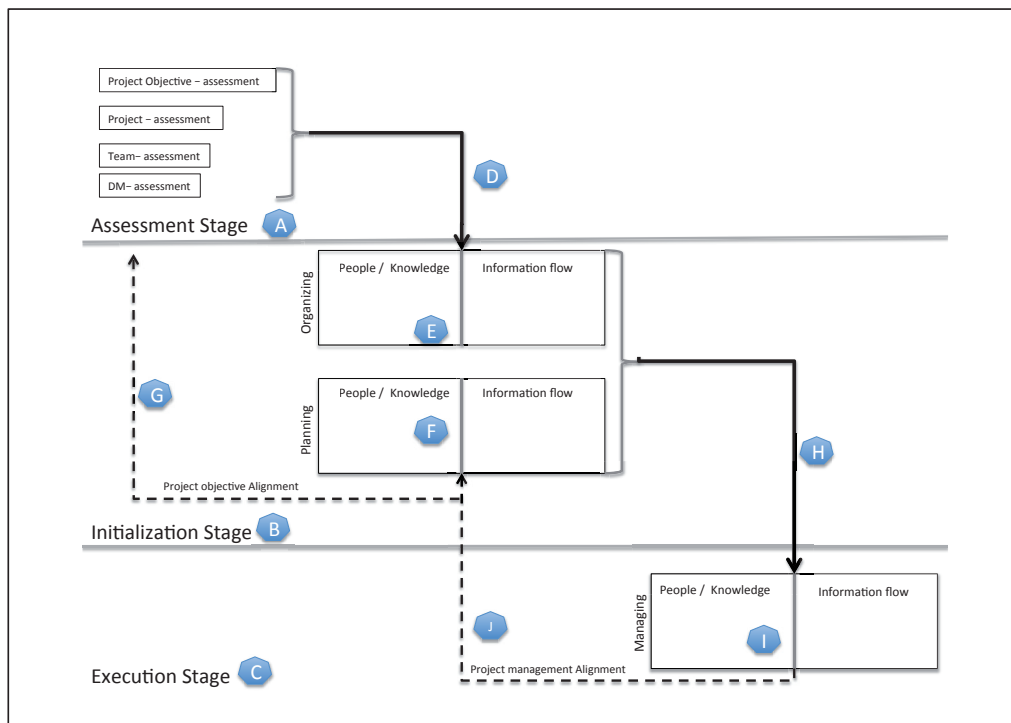 Project Objective – assessment
Project – assessment
Team– assessment
DM– assessment
D
Assessment Stage
A
Organizing
People / Knowledge
Information flow
E
Planning
People / Knowledge
Information flow
F
G
H
Project objective Alignment
Initialization Stage
B
Managing
People / Knowledge
Information flow
I
J
Project management Alignment
Execution Stage
C